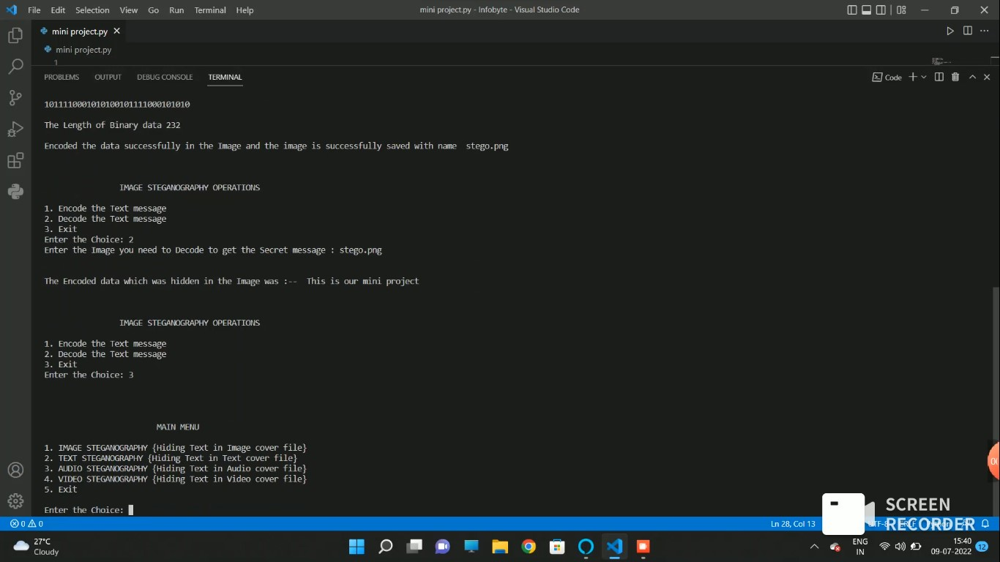 File Edit Selection View Go Run Terminal Help
mini project.py - Infobyte - Visual Studio Code
mini project.py
mini project.py
1
PROBLEMS OUTPUT DEBUG CONSOLE TERMINAL
Code
1011110001010100101111000101010
The Length of Binary data 232
Encoded the data successfully in the Image and the image is successfully saved with name stego.png
IMAGE STEGANOGRAPHY OPERATIONS
1. Encode the Text message
2. Decode the Text message
3. Exit
Enter the Choice: 2
Enter the Image you need to Decode to get the Secret message : stego.png
The Encoded data which was hidden in the Image was :-- This is our mini project
IMAGE STEGANOGRAPHY OPERATIONS
1. Encode the Text message
2. Decode the Text message
3. Exit
Enter the Choice: 3
MAIN MENU
1. IMAGE STEGANOGRAPHY {Hiding Text in Image cover file}
2. TEXT STEGANOGRAPHY {Hiding Text in Text cover file}
3. AUDIO STEGANOGRAPHY {Hiding Text in Audio cover file}
4. VIDEO STEGANOGRAPHY {Hiding Text in Video cover file}
5. Exit
Enter the Choice:
SCREEN
RECORDER
0 0
Ln 28, Col 13
27°C
Cloudy
ENG
IN
15:40
09-07-2022
12